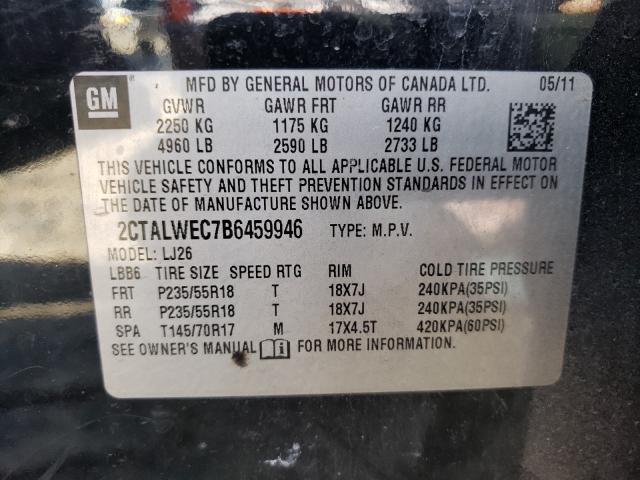 GM MFD BY GENERAL MOTORS OF CANADA LTD. 05/11
GVWR GAWR FRT GAWR RR
2250 KG 1175 KG 1240 KG
4960 LB 2590 LB 2733 LB
THIS VEHICLE CONFORMS TO ALL APPLICABLE U.S. FEDERAL MOTOR
VEHICLE SAFETY AND THEFT PREVENTION STANDARDS IN EFFECT ON
THE DATE OF MANUFACTURE SHOWN ABOVE.
2CTALWEC7B6459946 TYPE: M.P.V.
MODEL: LJ26
LBB6 TIRE SIZE SPEED RTG RIM COLD TIRE PRESSURE
FRT P235/55R18 T 18X7J 240KPA(35PSI)
RR P235/55R18 T 18X7J 240KPA(35PSI)
SPA T145/70R17 M 17X4.5T 420KPA(60PSI)
SEE OWNER'S MANUAL FOR MORE INFORMATION.